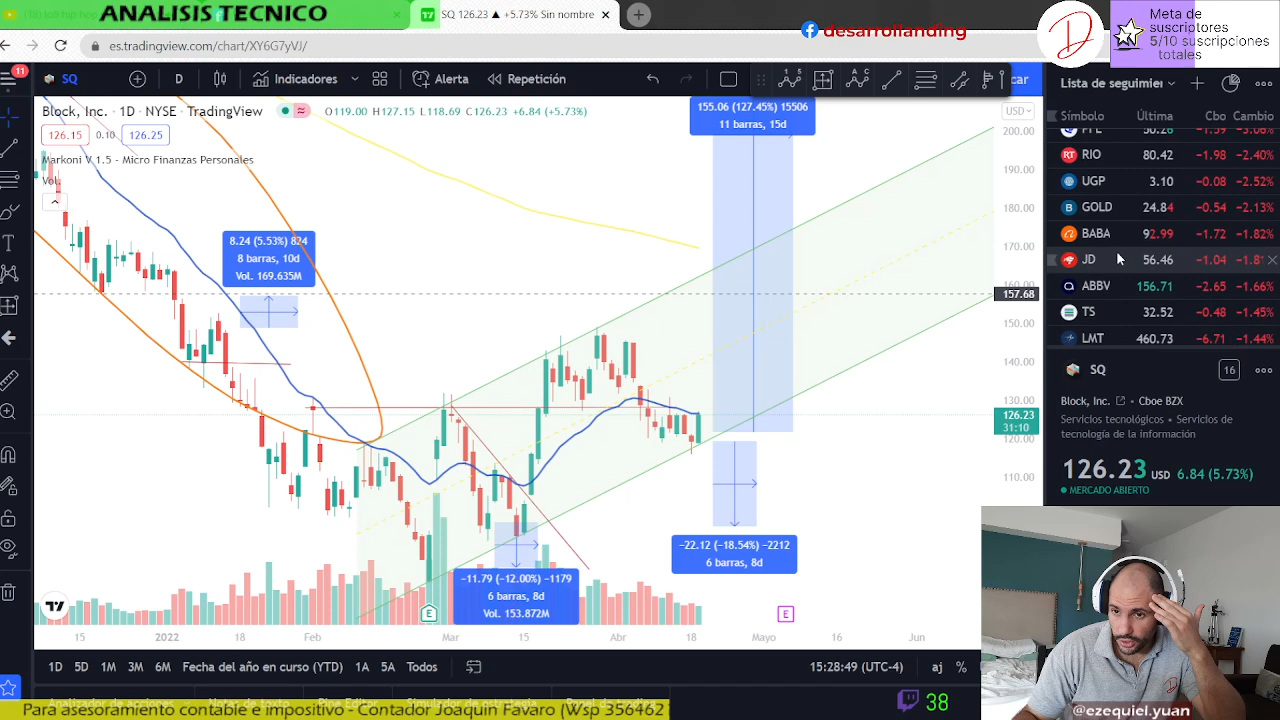 ANALISIS TECNICO
SQ 126.23 ▲ +5.73% Sin nombre
es.tradingview.com/chart/XY6G7yVJ/
desarrollanding
Meta de
suscriptores
5/10 suscripciones
totales
11
SQ
D
Indicadores
Alerta
Repetición
car
Lista de seguimie
Block, Inc. · 1D · NYSE · TradingView
O119.00 H127.15 L118.69 C126.23 +6.84 (+5.73%)
USD
126.15
0.10
126.25
Markoni V 1.5 - Micro Finanzas Personales
Vol.
155.06 (127.45%) 15506
11 barras, 15d
8.24 (5.53%) 824
8 barras, 10d
Vol. 169.635M
−11.79 (−12.00%) −1179
6 barras, 8d
Vol. 153.872M
−22.12 (−18.54%) −2212
6 barras, 8d
200.00
190.00
180.00
170.00
160.00
157.68
150.00
140.00
130.00
126.23
31:10
120.00
110.00
E
E
15
2022
18
Feb
Mar
15
Abr
18
Mayo
16
Jun
Símbolo Última Cbo Cambio
PFE 50.26 −1.59 −3.06%
RIO 80.42 −1.98 −2.40%
UGP 3.10 −0.08 −2.52%
GOLD 24.84 −0.54 −2.13%
BABA 92.99 −1.72 −1.82%
JD 56.46 −1.04 −1.81
ABBV 156.71 −2.65 −1.66%
TS 32.52 −0.48 −1.45%
LMT 460.73 −6.71 −1.44%
SQ
16
Block, Inc. Cboe BZX
Servicios tecnológicos • Servicios de
tecnología de la información
126.23 USD 6.84 (5.73%)
MERCADO ABIERTO
1D 5D 1M 3M 6M Fecha del año en curso (YTD) 1A 5A Todos
15:28:49 (UTC-4)
aj
%
Para asesoramiento contable e impositivo - Contador Joaquin Favaro (Wsp 356462
38
@ezequiel.yuan